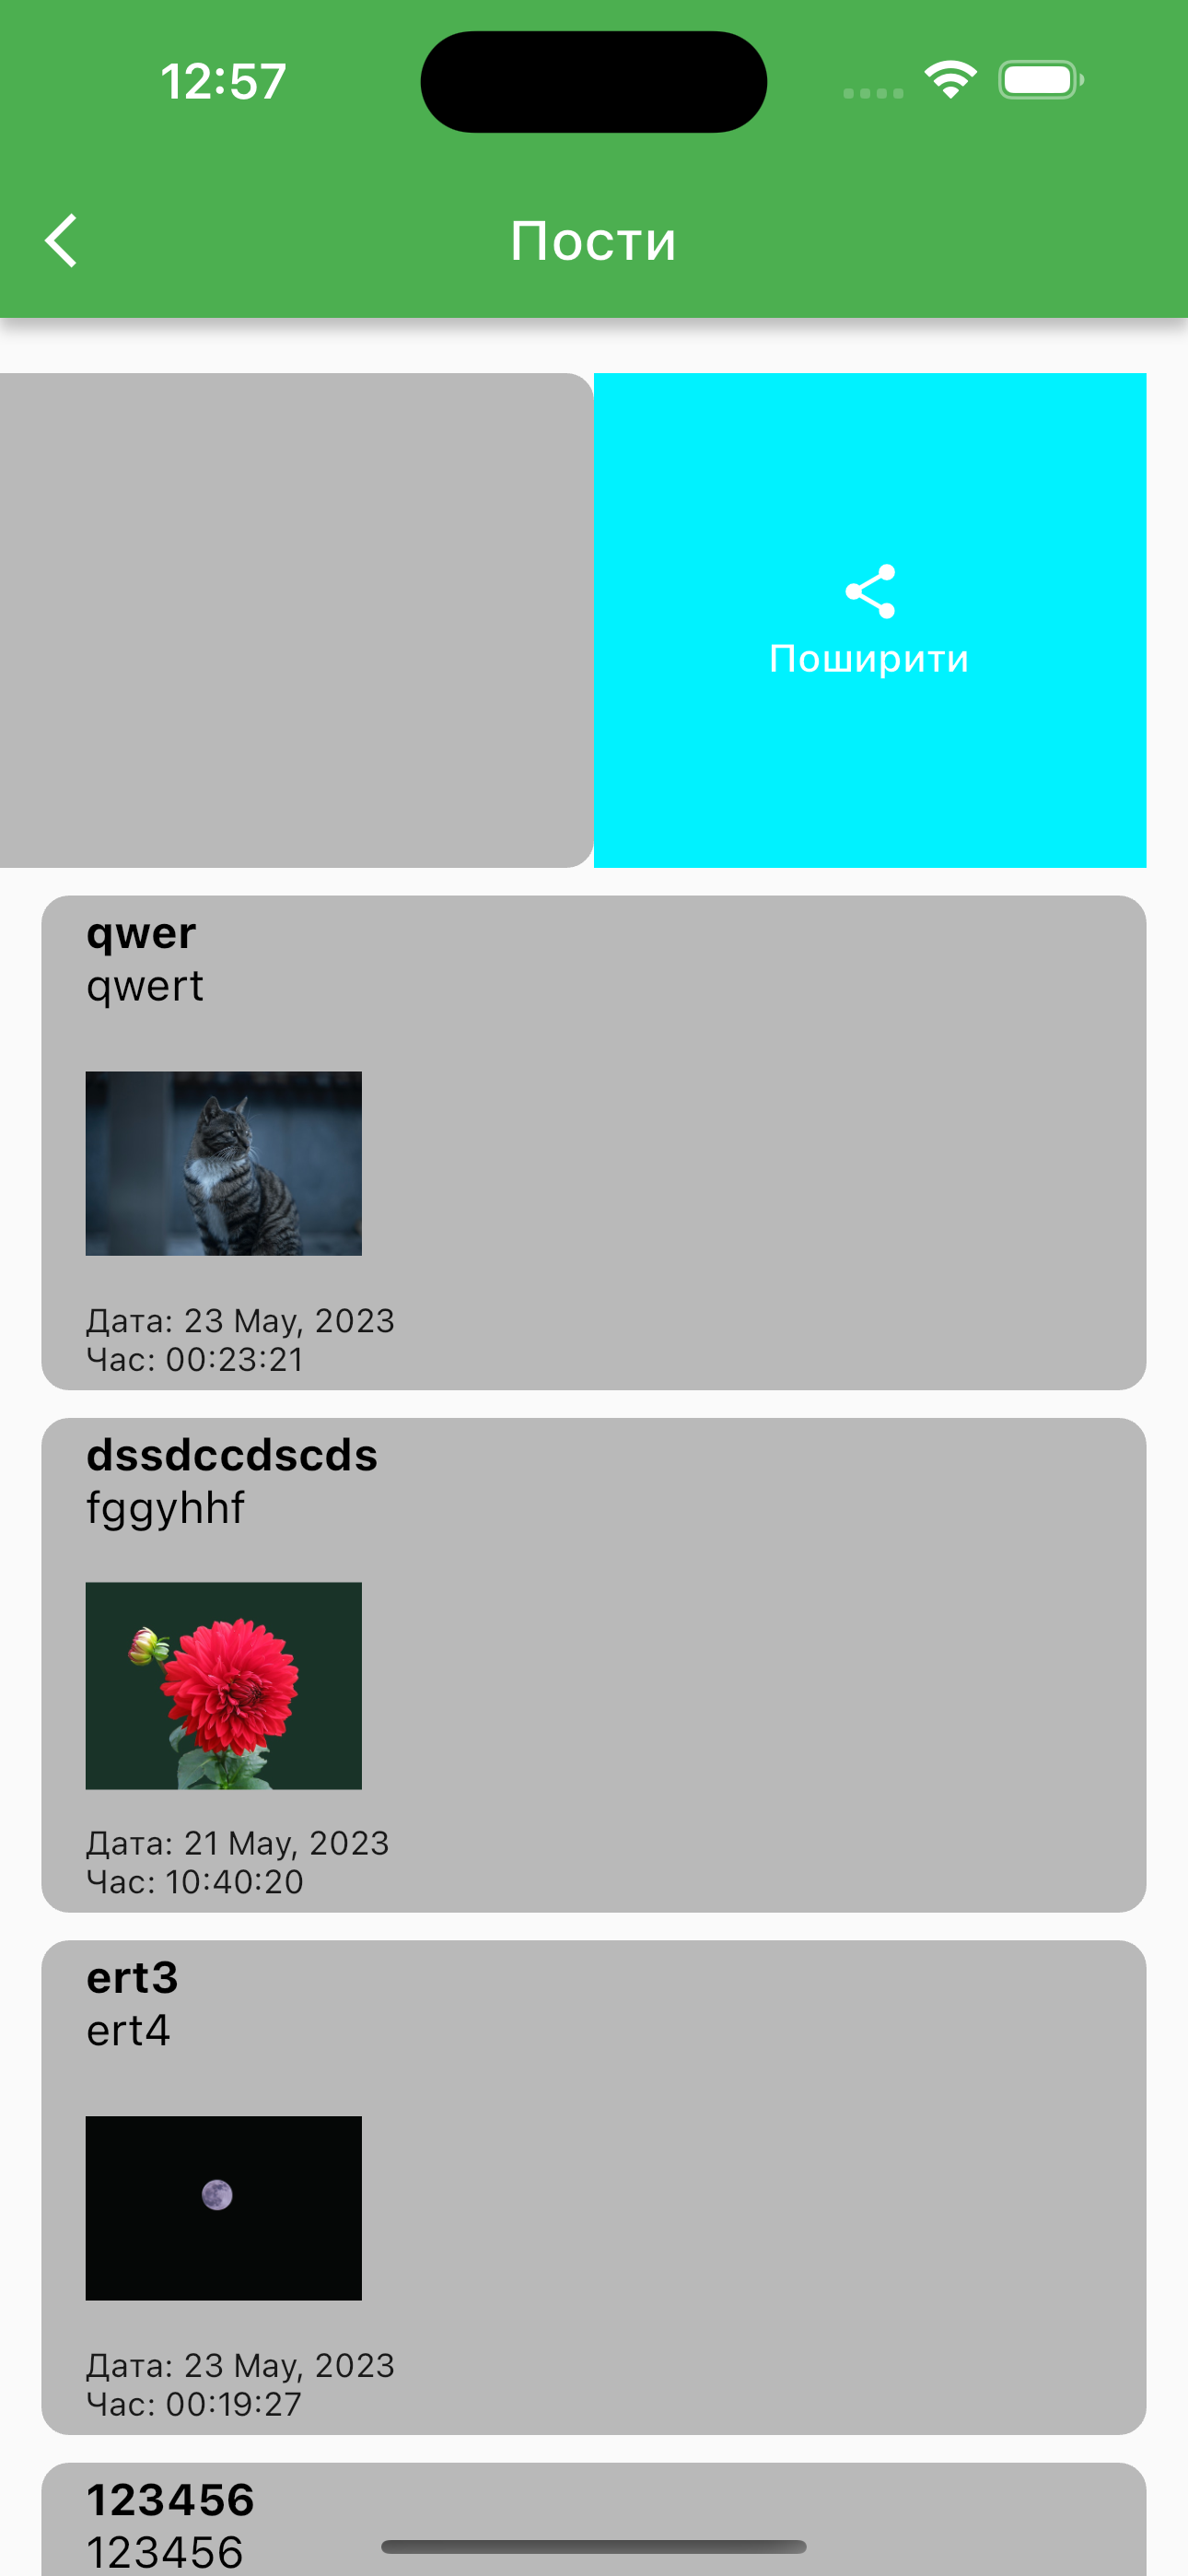 12:57
Пости
Поширити
qwer
qwert
Дата: 23 May, 2023
Час: 00:23:21
dssdccdscds
fggyhhf
Дата: 21 May, 2023
Час: 10:40:20
ert3
ert4
Дата: 23 May, 2023
Час: 00:19:27
123456
123456